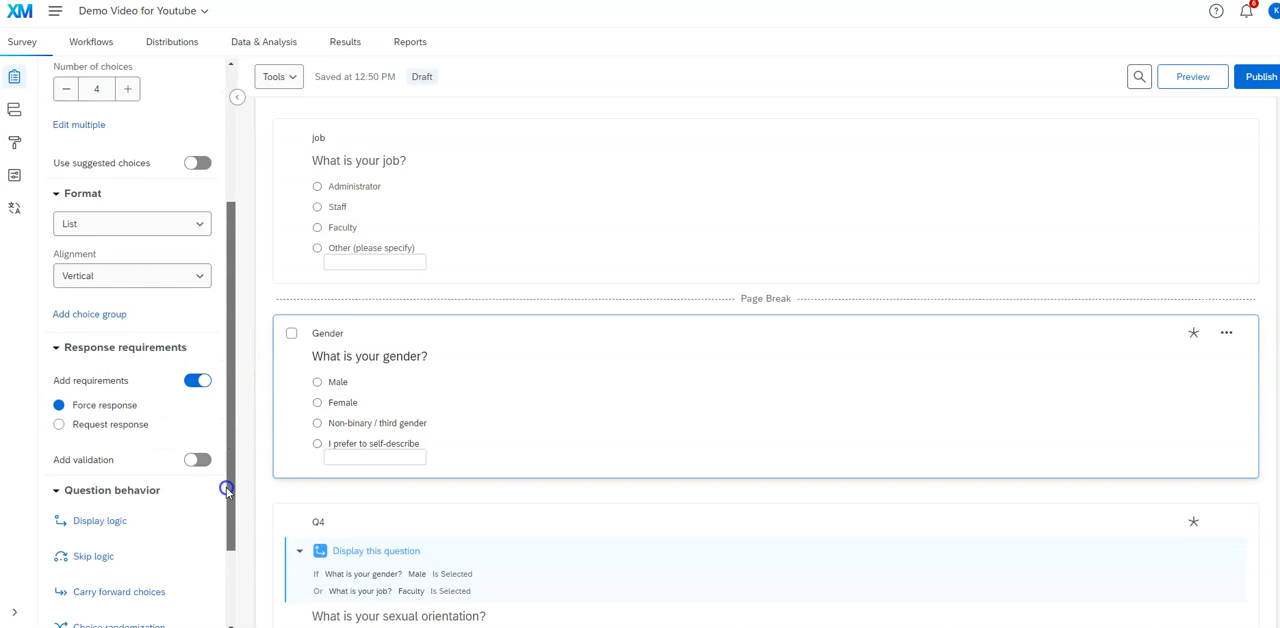 XM Demo Video for Youtube 6 K
Survey Workflows Distributions Data & Analysis Results Reports
Number of choices
4
Edit multiple
Use suggested choices
Format
List
Alignment
Vertical
Add choice group
Response requirements
Add requirements
Force response
Request response
Add validation
Question behavior
Display logic
Skip logic
Carry forward choices
Choice randomization
Tools Saved at 12:50 PM Draft Preview Publish
job
What is your job?
Administrator
Staff
Faculty
Other (please specify)
Page Break
Gender
What is your gender?
Male
Female
Non-binary / third gender
I prefer to self-describe
Q4
Display this question
If What is your gender? Male Is Selected
Or What is your job? Faculty Is Selected
What is your sexual orientation?